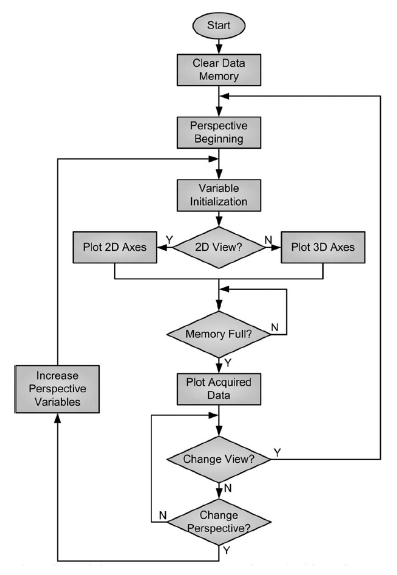 Start
Clear Data
Memory
Perspective
Beginning
Variable
Initialization
Plot 2D Axes
Y
2D View?
N
Plot 3D Axes
Memory Full?
N
Y
Increase
Perspective
Variables
Plot Acquired
Data
Change View?
Y
N
N
Change
Perspective?
Y